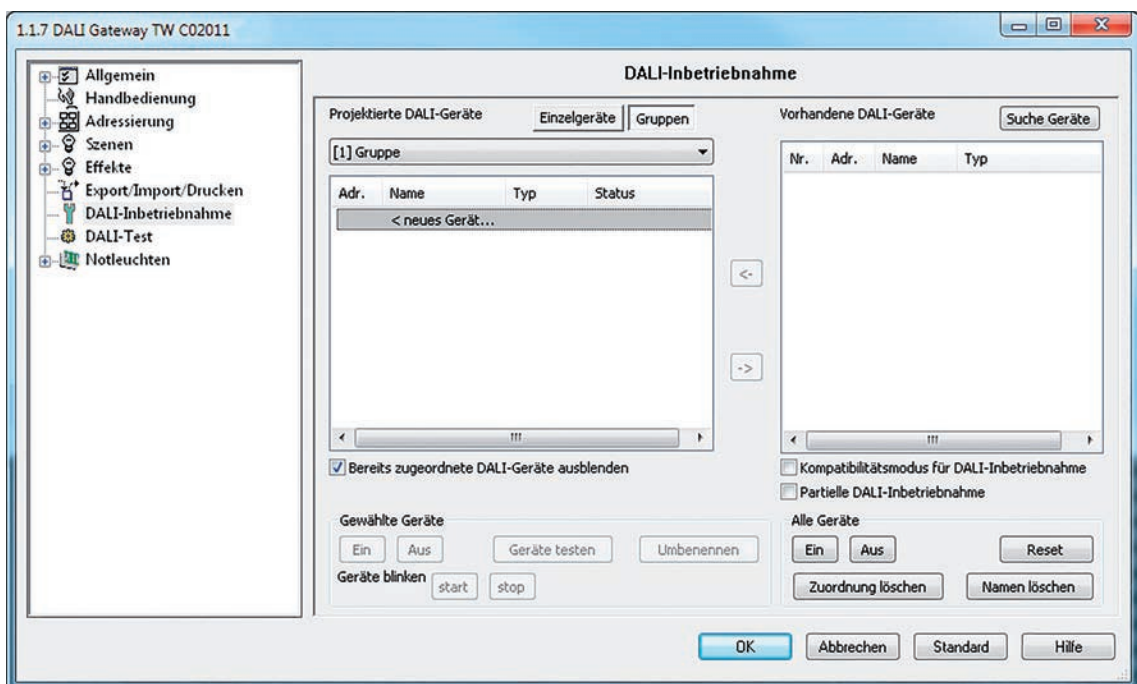 1.1.7 DALI Gateway TW C02011
Allgemein
Handbedienung
Adressierung
Szenen
Effekte
Export/Import/Drucken
DALI-Inbetriebnahme
DALI-Test
Notleuchten
DALI-Inbetriebnahme
Projektierte DALI-Geräte
Einzelgeräte
Gruppen
[1] Gruppe
Adr. Name Typ Status
< neues Gerät...
Bereits zugeordnete DALI-Geräte ausblenden
<-
->
Vorhandene DALI-Geräte
Suche Geräte
Nr. Adr. Name Typ
Kompatibilitätsmodus für DALI-Inbetriebnahme
Partielle DALI-Inbetriebnahme
Gewählte Geräte
Ein Aus Geräte testen Umbenennen
Geräte blinken start stop
Alle Geräte
Ein Aus Reset
Zuordnung löschen Namen löschen
OK Abbrechen Standard Hilfe